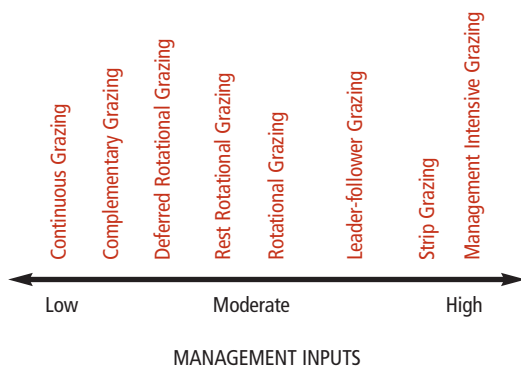 Continuous Grazing
Complementary Grazing
Deferred Rotational Grazing
Rest Rotational Grazing
Rotational Grazing
Leader-follower Grazing
Strip Grazing
Management Intensive Grazing
Low
Moderate
High
MANAGEMENT INPUTS